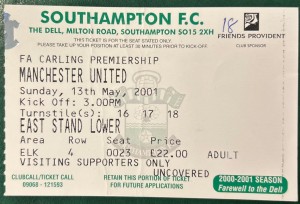 SOUTHAMPTON F.C.
THE DELL, MILTON ROAD, SOUTHAMPTON SO15 2XH
THIS TICKET IS FOR THE SEAT STATED ONLY.
PLEASE TAKE UP YOUR POSITION AT LEAST 30 MINUTES PRIOR TO KICK-OFF.
18
FRIENDS PROVIDENT
CLUB SPONSOR
FA CARLING PREMIERSHIP
MANCHESTER UNITED
Sunday, 13th May, 2001
Kick Off: 3.00PM
Turnstile(s) 16 17 18
EAST STAND LOWER
Area Row Seat Price
ELK 4 0023 £22.00 ADULT
VISITING SUPPORTERS ONLY
UNCOVERED
CLUBCALL/TICKET CALL
09068 - 121593
RETAIN THIS PORTION OF TICKET
FOR FUTURE APPLICATIONS
2000-2001 SEASON
Farewell to the Dell